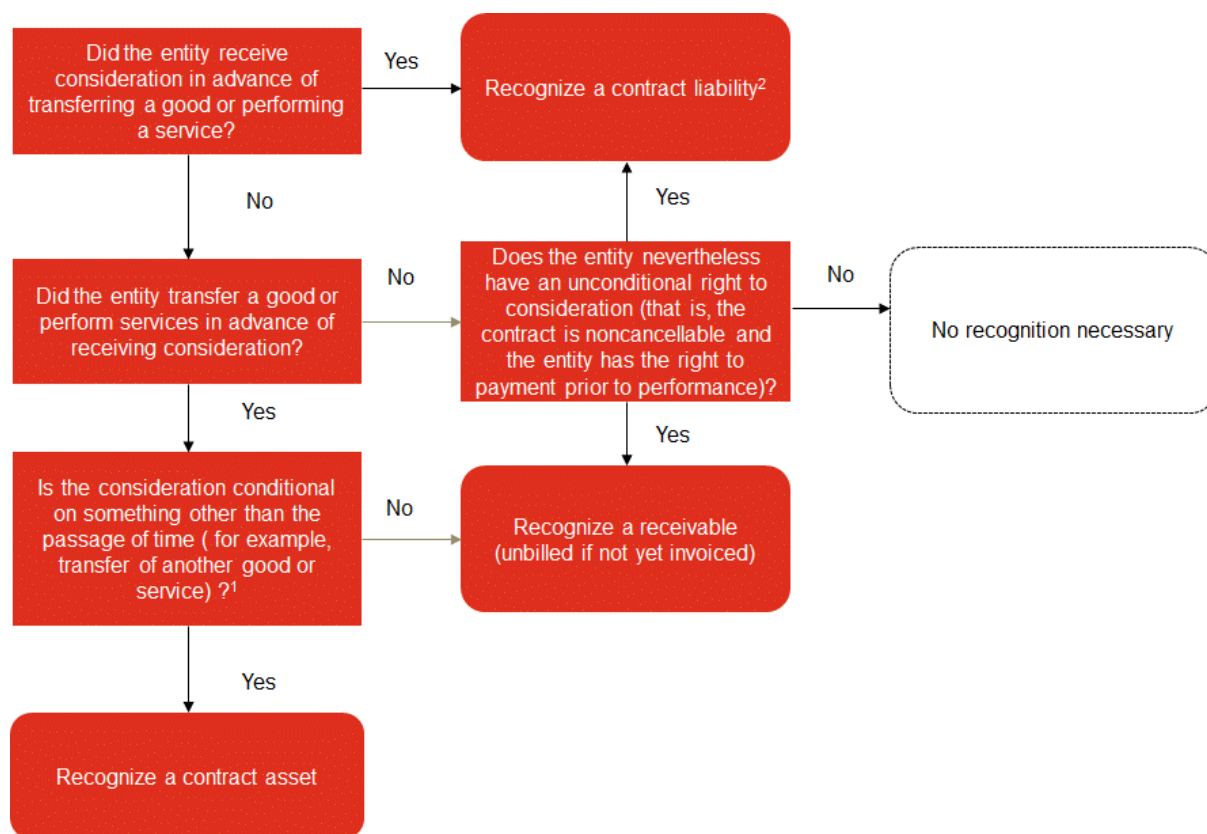 Did the entity receive
consideration in advance of
transferring a good or performing
a service?
Yes
Recognize a contract liability²
No
Yes
Did the entity transfer a good or
perform services in advance of
receiving consideration?
No
Does the entity nevertheless
have an unconditional right to
consideration (that is, the
contract is noncancellable and
the entity has the right to
payment prior to performance)?
No
No recognition necessary
Yes
Yes
Is the consideration conditional
on something other than the
passage of time ( for example,
transfer of another good or
service) ?¹
No
Recognize a receivable
(unbilled if not yet invoiced)
Yes
Recognize a contract asset